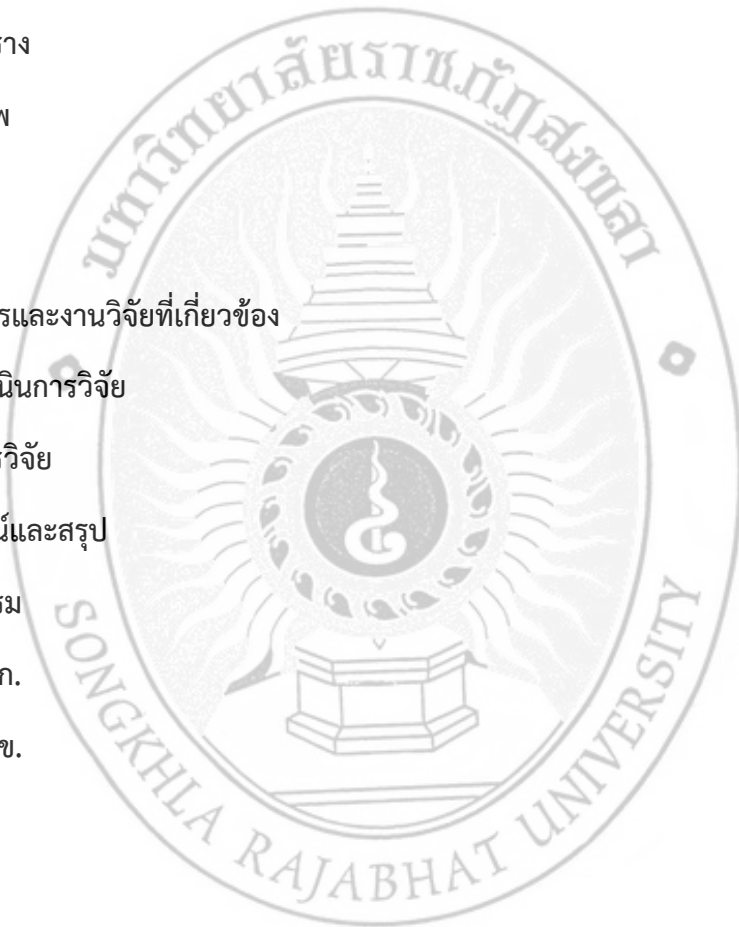 ราง
พ
มหาวิทยาลัยราชภัฏสงขลา
รและงานวิจัยที่เกี่ยวข้อง
นินการวิจัย
รวิจัย
น์และสรุป
รม
ก.
ข.
SONGKHLA RAJABHAT UNIVERSITY